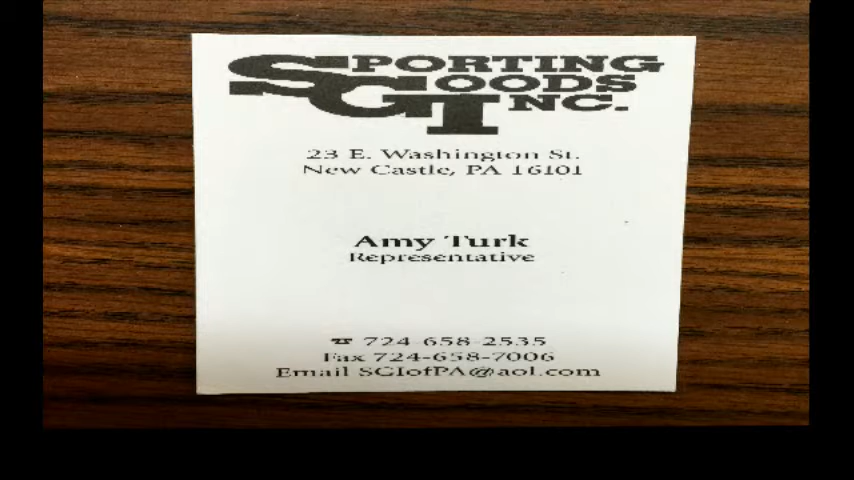 SPORTING
GOODS
INC.
23 E. Washington St.
New Castle, PA 16101
Amy Turk
Representative
☎ 724-658-2535
Fax 724-658-7006
Email SGIofPA@aol.com